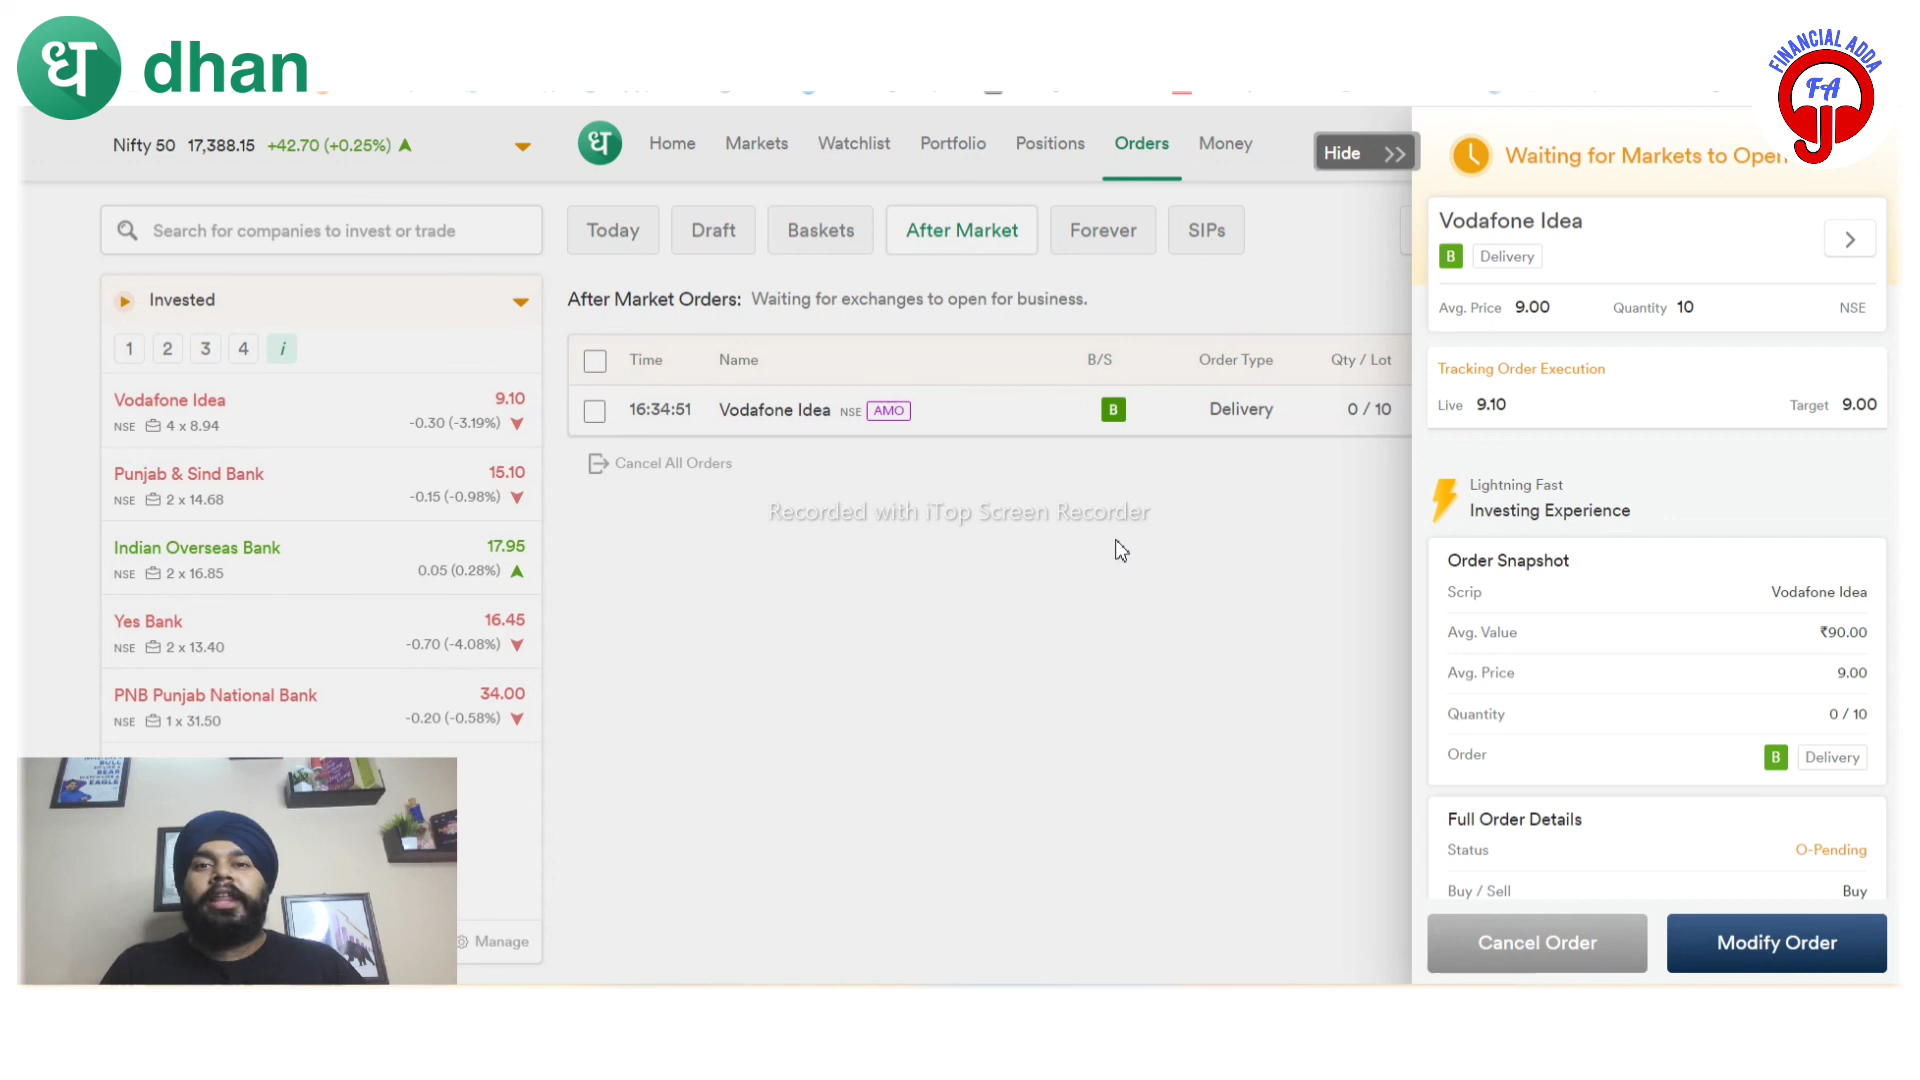 ध dhan
FINANCIAL ADDA
FA
Nifty 50 17,388.15 +42.70 (+0.25%)
ध Home Markets Watchlist Portfolio Positions Orders Money
Hide >>
Search for companies to invest or trade
Invested
1 2 3 4 i
Vodafone Idea 9.10
NSE 4 x 8.94 -0.30 (-3.19%)
Punjab & Sind Bank 15.10
NSE 2 x 14.68 -0.15 (-0.98%)
Indian Overseas Bank 17.95
NSE 2 x 16.85 0.05 (0.28%)
Yes Bank 16.45
NSE 2 x 13.40 -0.70 (-4.08%)
PNB Punjab National Bank 34.00
NSE 1 x 31.50 -0.20 (-0.58%)
Manage
Today Draft Baskets After Market Forever SIPs
After Market Orders: Waiting for exchanges to open for business.
Time Name B/S Order Type Qty / Lot
16:34:51 Vodafone Idea NSE AMO B Delivery 0 / 10
Cancel All Orders
Recorded with iTop Screen Recorder
Waiting for Markets to Open
Vodafone Idea
B Delivery
Avg. Price 9.00 Quantity 10 NSE
Tracking Order Execution
Live 9.10 Target 9.00
Lightning Fast
Investing Experience
Order Snapshot
Scrip Vodafone Idea
Avg. Value ₹90.00
Avg. Price 9.00
Quantity 0 / 10
Order B Delivery
Full Order Details
Status O-Pending
Buy / Sell Buy
Cancel Order Modify Order
BULL
BEAR
EAGLE